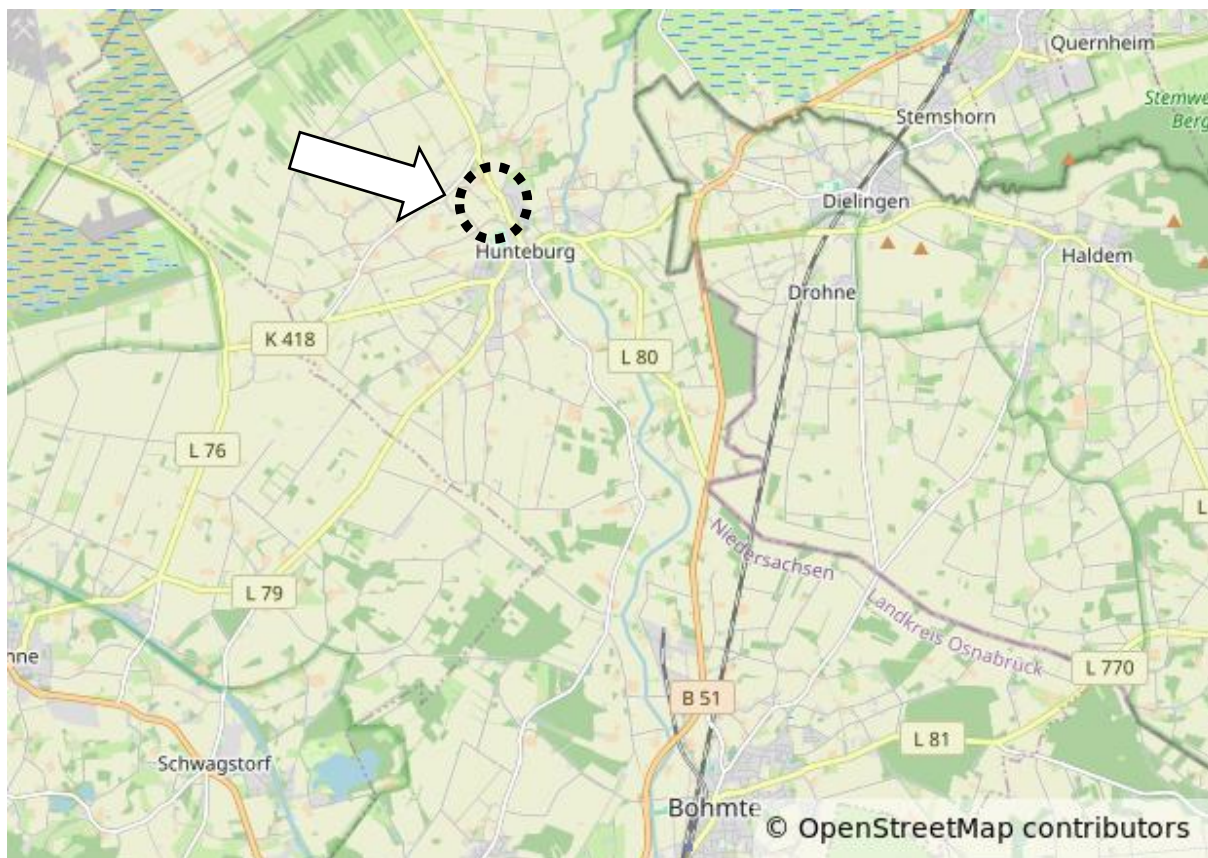 Quernheim
Stemwe
Berg
Stemshorn
Dielingen
Hunteburg
Haldem
Drohne
K 418
L 80
L 76
L
Niedersachsen
Landkreis Osnabrück
L 79
nne
L 770
B 51
L 81
Schwagstorf
Bohmte
© OpenStreetMap contributors